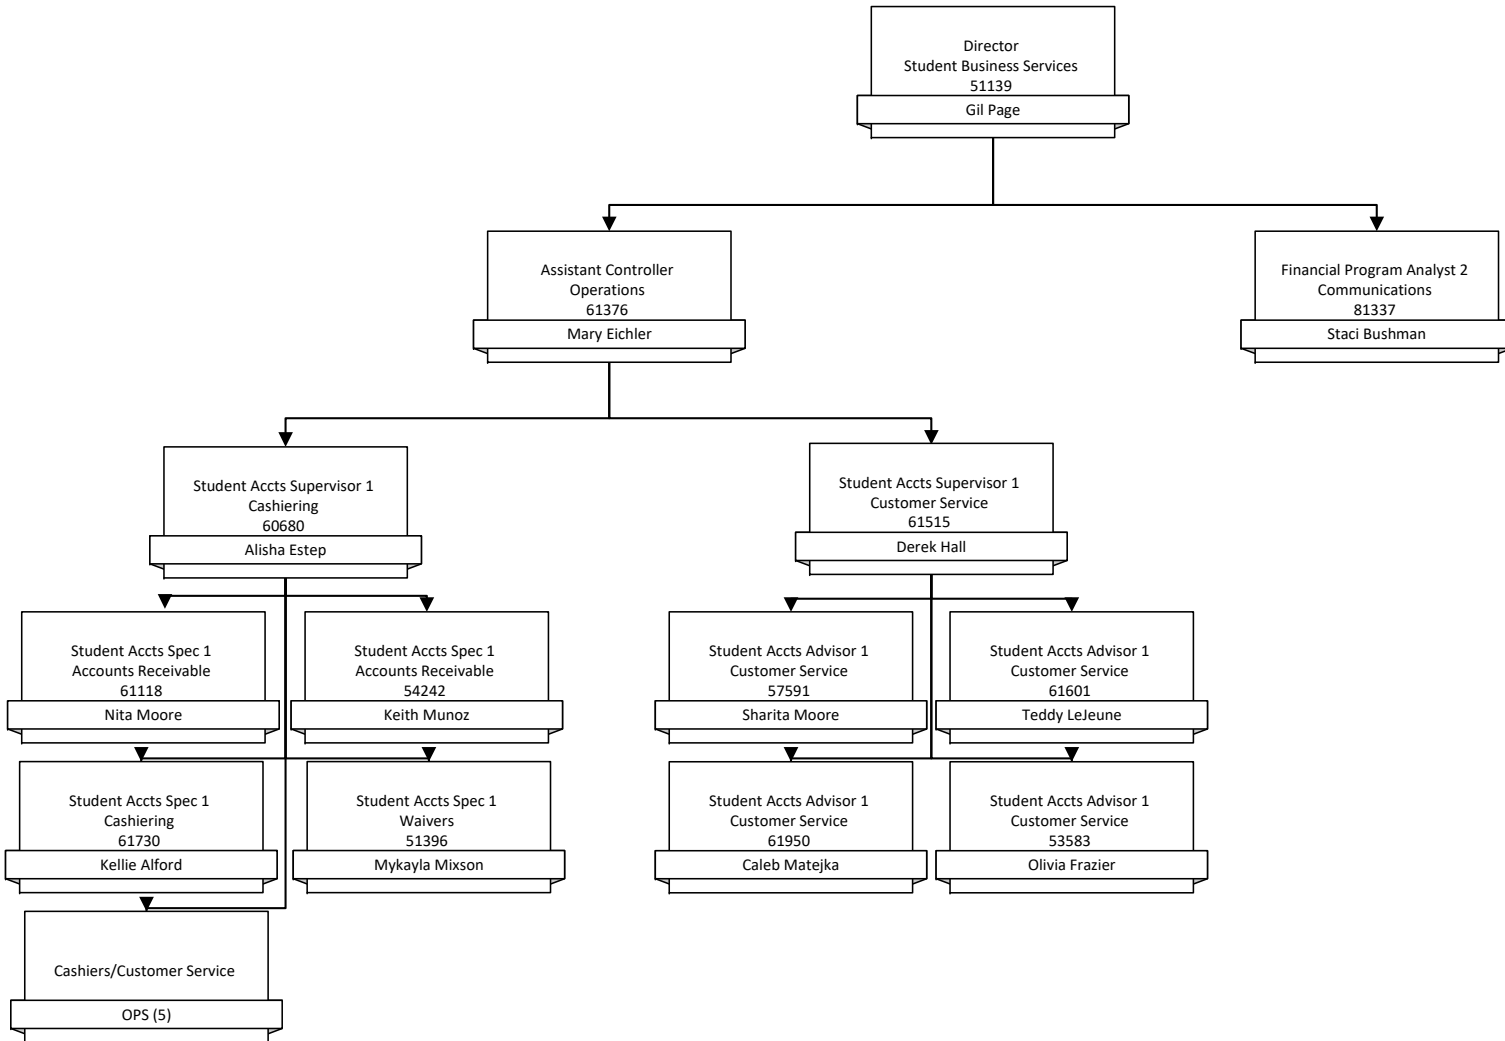 Director
Student Business Services
51139
Gil Page
Assistant Controller
Operations
61376
Mary Eichler
Financial Program Analyst 2
Communications
81337
Staci Bushman
Student Accts Supervisor 1
Cashiering
60680
Alisha Estep
Student Accts Supervisor 1
Customer Service
61515
Derek Hall
Student Accts Spec 1
Accounts Receivable
61118
Nita Moore
Student Accts Spec 1
Accounts Receivable
54242
Keith Munoz
Student Accts Advisor 1
Customer Service
57591
Sharita Moore
Student Accts Advisor 1
Customer Service
61601
Teddy LeJeune
Student Accts Spec 1
Cashiering
61730
Kellie Alford
Student Accts Spec 1
Waivers
51396
Mykayla Mixson
Student Accts Advisor 1
Customer Service
61950
Caleb Matejka
Student Accts Advisor 1
Customer Service
53583
Olivia Frazier
Cashiers/Customer Service
OPS (5)